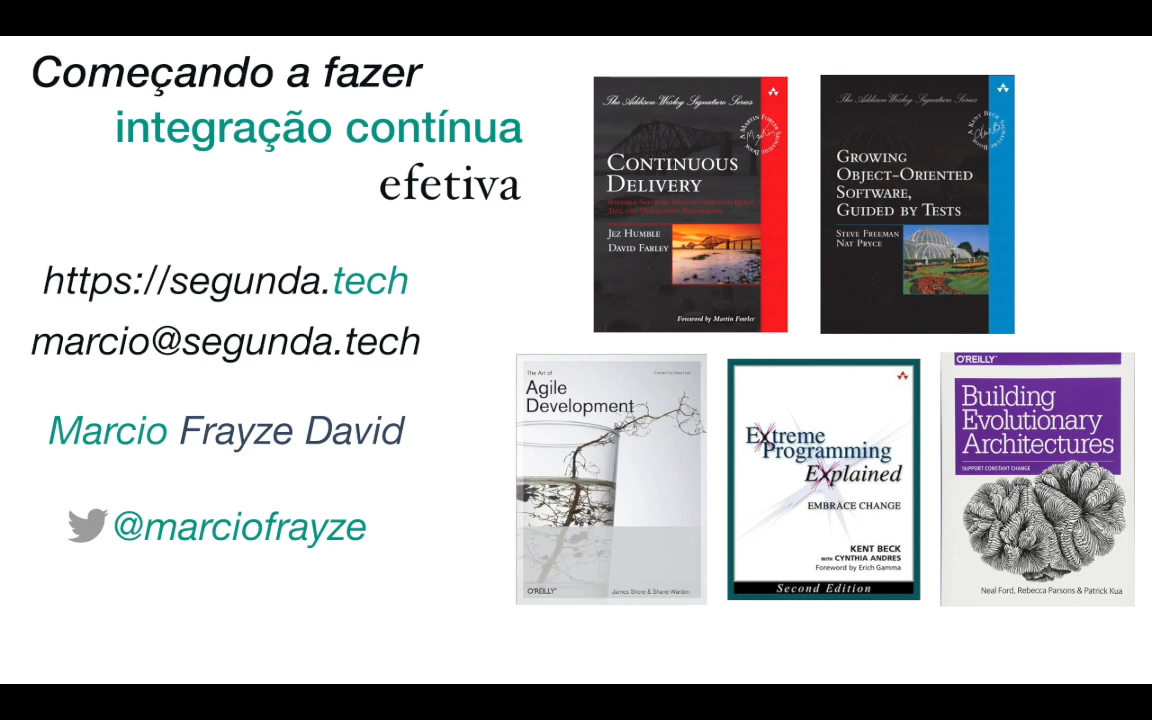 Começando a fazer
integração contínua
efetiva
https://segunda.tech
marcio@segunda.tech
Marcio Frayze David
@marciofrayze
The Addison Wesley Signature Series
CONTINUOUS
DELIVERY
JEZ HUMBLE
DAVID FARLEY
Foreword by Martin Fowler
The Addison Wesley Signature Series
GROWING
OBJECT-ORIENTED
SOFTWARE,
GUIDED BY TESTS
STEVE FREEMAN
NAT PRYCE
The Art of
Agile
Development
O'REILLY
James Shore & Shane Warden
Extreme
Programming
Explained
EMBRACE CHANGE
KENT BECK
WITH CYNTHIA ANDRES
Foreword by Erich Gamma
Second Edition
O'REILLY
Building
Evolutionary
Architectures
SUPPORT CONSTANT CHANGE
Neal Ford, Rebecca Parsons & Patrick Kua